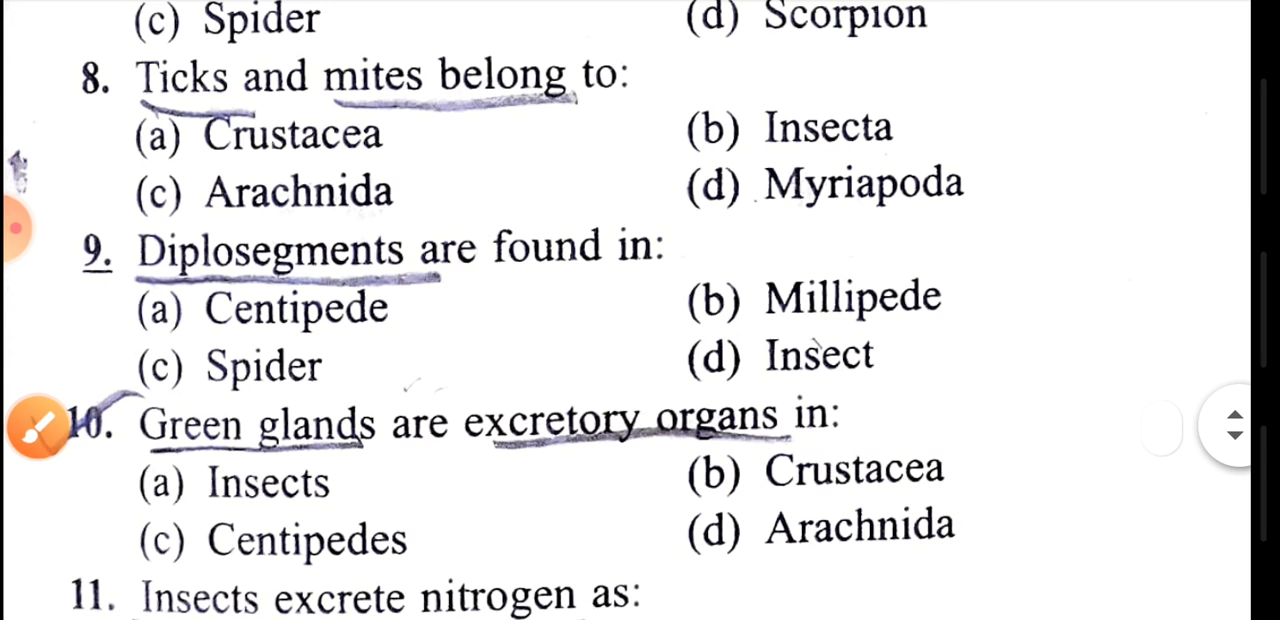 (c) Spider (d) Scorpion
8. Ticks and mites belong to:
(a) Crustacea (b) Insecta
(c) Arachnida (d) Myriapoda
9. Diplosegments are found in:
(a) Centipede (b) Millipede
(c) Spider (d) Insect
10. Green glands are excretory organs in:
(a) Insects (b) Crustacea
(c) Centipedes (d) Arachnida
11. Insects excrete nitrogen as: